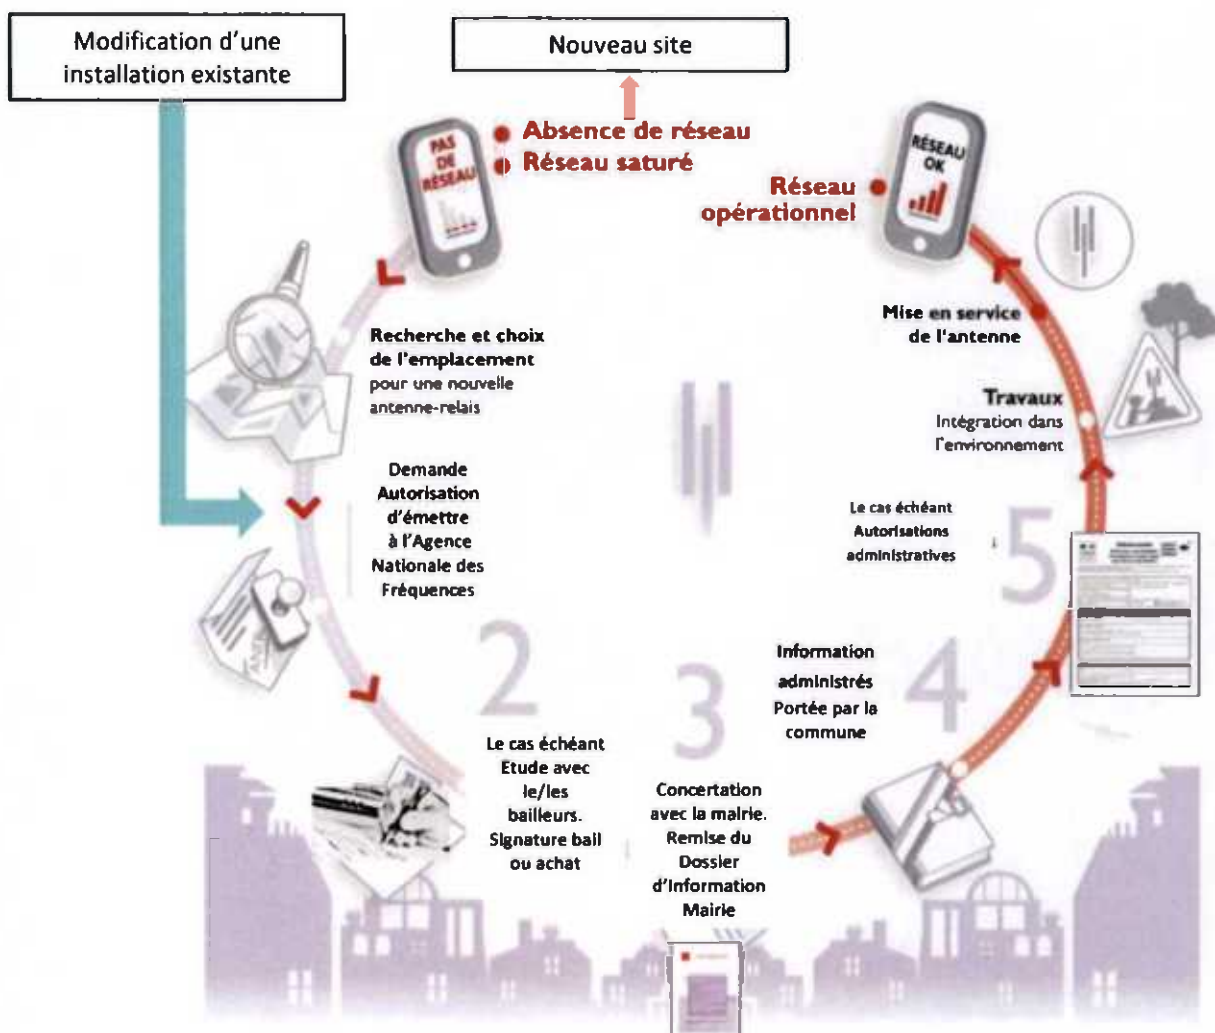 Modification d'une
installation existante
Nouveau site
Absence de réseau
Réseau saturé
PAS
DE
RÉSEAU
RÉSEAU
OK
Réseau
opérationnel
Recherche et choix
de l'emplacement
pour une nouvelle
antenne-relais
Demande
Autorisation
d'émettre
à l'Agence
Nationale des
Fréquences
2
Le cas échéant
Etude avec
le/les
bailleurs.
Signature bail
ou achat
3
Concertation
avec la mairie.
Remise du
Dossier
d'Information
Mairie
4
Information
administrés
Portée par la
commune
5
Le cas échéant
Autorisations
administratives
Travaux
Intégration dans
l'environnement
Mise en service
de l'antenne